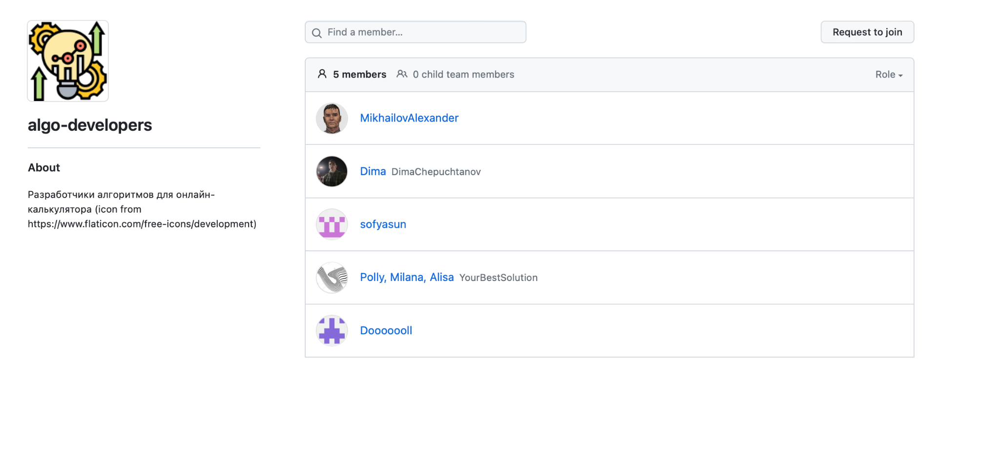 algo-developers
About
Разработчики алгоритмов для онлайн-
калькулятора (icon from
https://www.flaticon.com/free-icons/development)
Find a member...
Request to join
5 members 0 child team members Role
MikhailovAlexander
Dima DimaChepuchtanov
sofyasun
Polly, Milana, Alisa YourBestSolution
Dooooooll